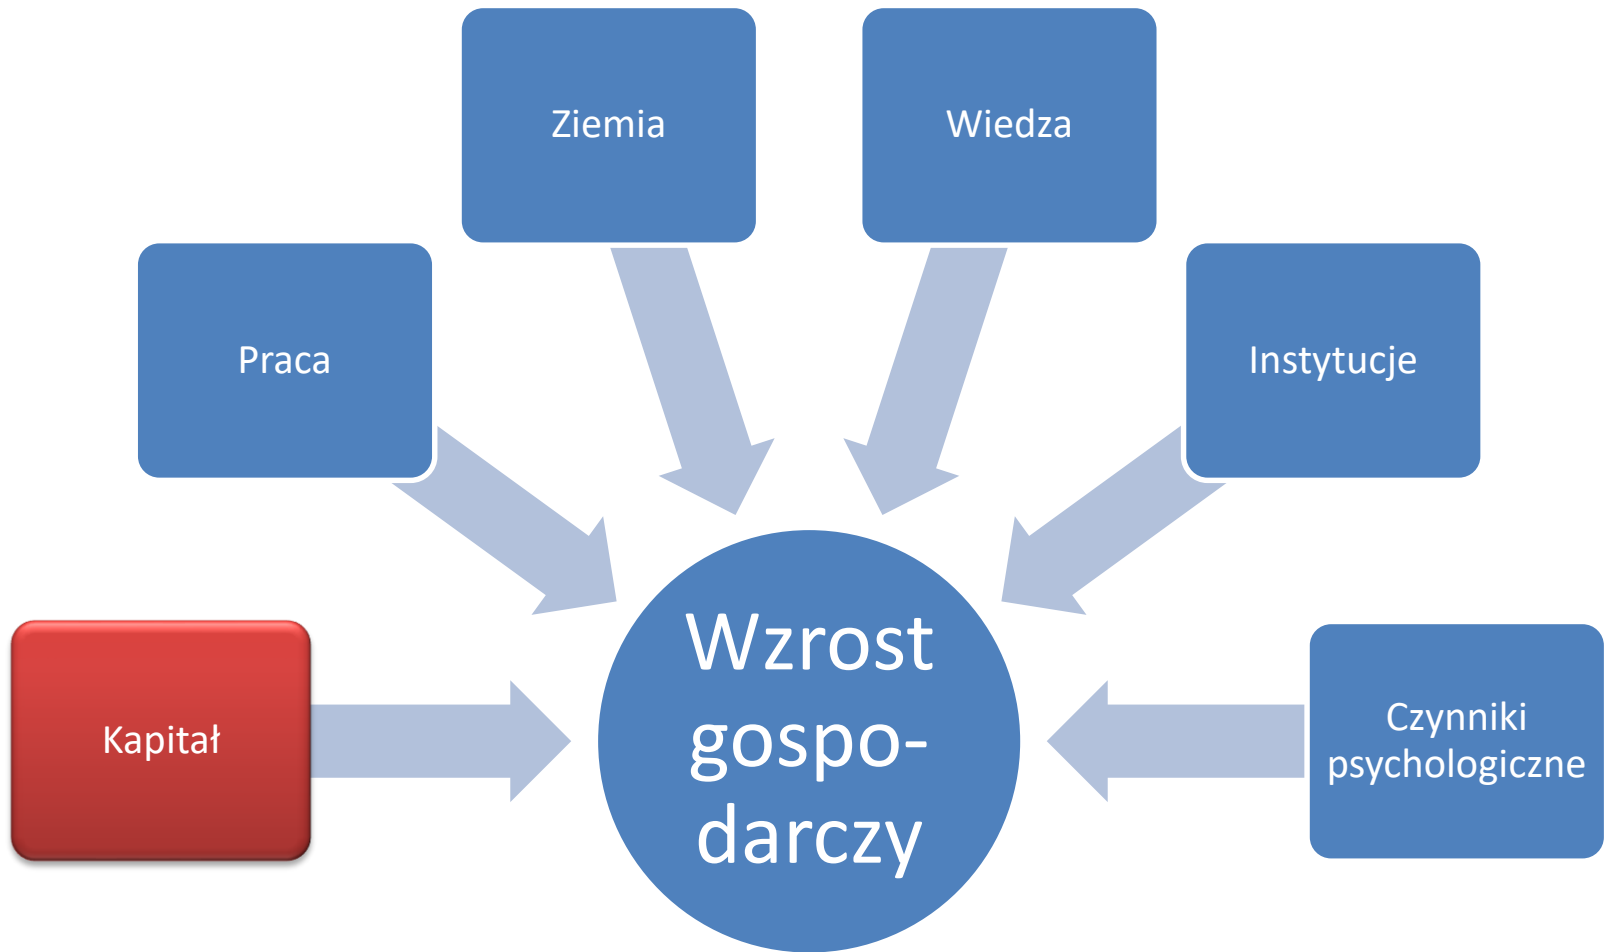 Ziemia
Wiedza
Praca
Instytucje
Kapitał
Wzrost
gospo-
darczy
Czynniki
psychologiczne